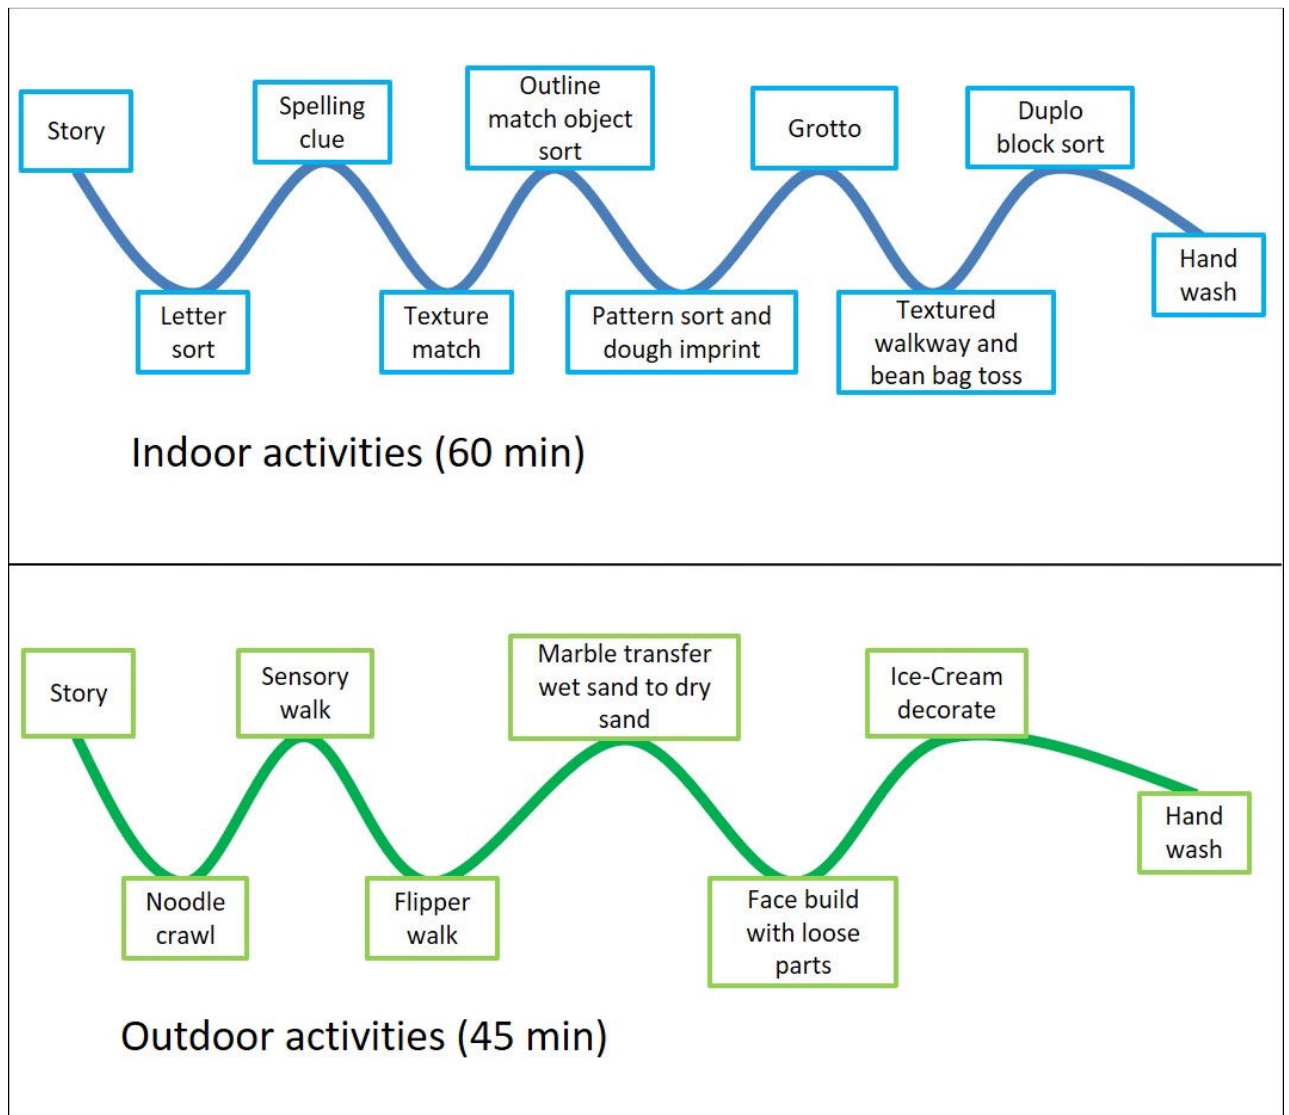 Story
Letter
sort
Spelling
clue
Texture
match
Outline
match object
sort
Pattern sort and
dough imprint
Grotto
Textured
walkway and
bean bag toss
Duplo
block sort
Hand
wash
Indoor activities (60 min)
Story
Noodle
crawl
Sensory
walk
Flipper
walk
Marble transfer
wet sand to dry
sand
Face build
with loose
parts
Ice-Cream
decorate
Hand
wash
Outdoor activities (45 min)